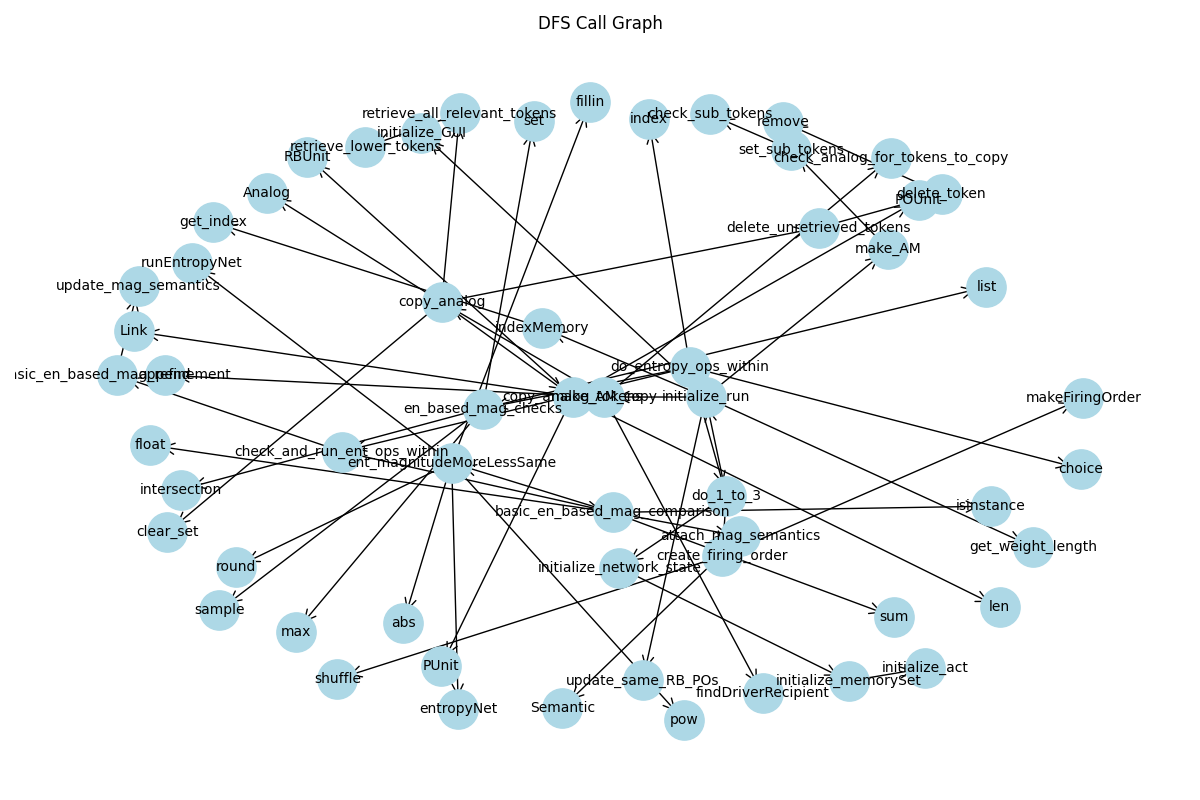 DFS Call Graph
fillin
retrieve_all_relevant_tokens
set
index
check_sub_tokens
remove
initialize_GUI
retrieve_lower_tokens
RBUnit
set_sub_tokens
check_analog_for_tokens_to_copy
Analog
delete_token
POUnit
get_index
delete_unretrieved_tokens
make_AM
runEntropyNet
update_mag_semantics
list
copy_analog
indexMemory
Link
do_entropy_ops_within
asic_en_based_mag_refinement
append
copy_analog_tokens
make_AM_copy
initialize_run
makeFiringOrder
en_based_mag_checks
float
check_and_run_ent_ops_within
ent_magnitudeMoreLessSame
choice
intersection
do_1_to_3
basic_en_based_mag_comparison
isinstance
clear_set
attach_mag_semantics
get_weight_length
create_firing_order
round
initialize_network_state
sample
len
sum
max
abs
PUnit
initialize_act
shuffle
update_same_RB_POs
initialize_memorySet
findDriverRecipient
entropyNet
Semantic
pow